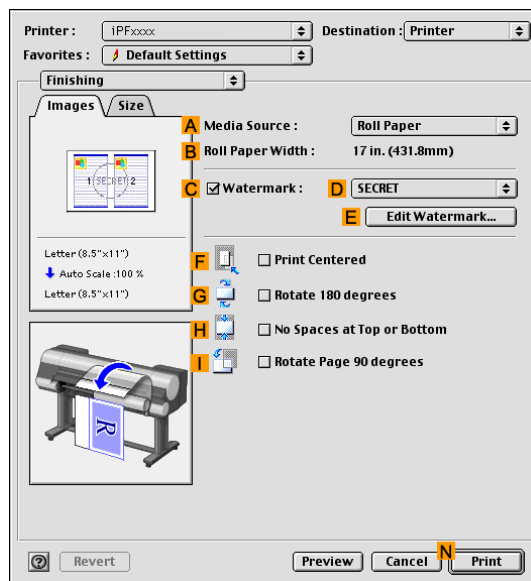 Printer : iPFxxxx Destination : Printer
Favorites : Default Settings
Finishing
Images Size
A Media Source : Roll Paper
B Roll Paper Width : 17 in. (431.8mm)
1 SECRET 2
C Watermark : D SECRET
E Edit Watermark...
Letter (8.5"x11")
F Print Centered
Auto Scale :100 %
Letter (8.5"x11")
G Rotate 180 degrees
H No Spaces at Top or Bottom
I Rotate Page 90 degrees
R
N
? Revert Preview Cancel Print